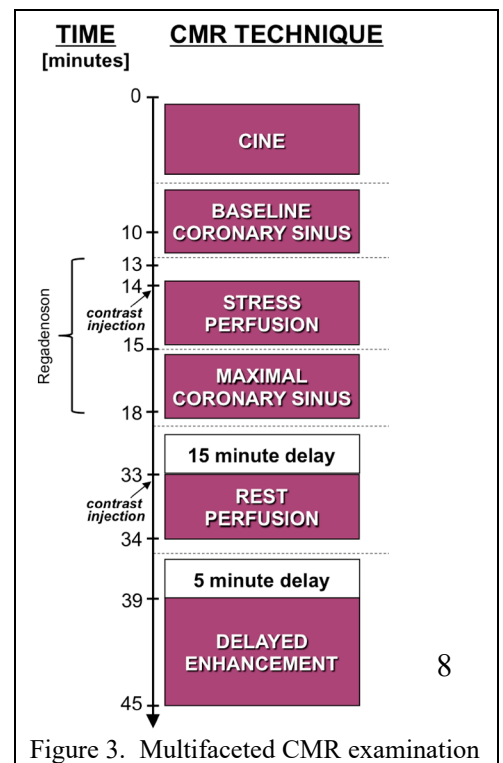 TIME CMR TECHNIQUE
[minutes]
0
CINE
BASELINE
CORONARY SINUS
10
13
14
Regadenoson
contrast
injection
STRESS
PERFUSION
15
MAXIMAL
CORONARY SINUS
18
15 minute delay
33
contrast
injection
REST
PERFUSION
34
5 minute delay
39
DELAYED
ENHANCEMENT
8
45
Figure 3. Multifaceted CMR examination